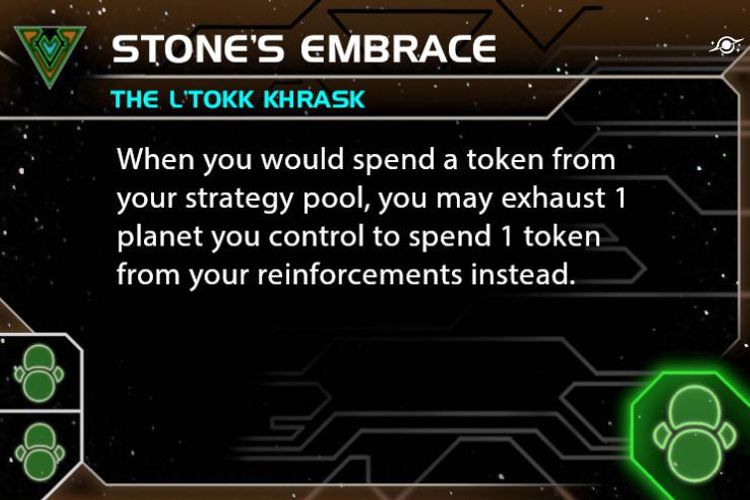 STONE'S EMBRACE
THE L'TOKK KHRASK
When you would spend a token from
your strategy pool, you may exhaust 1
planet you control to spend 1 token
from your reinforcements instead.